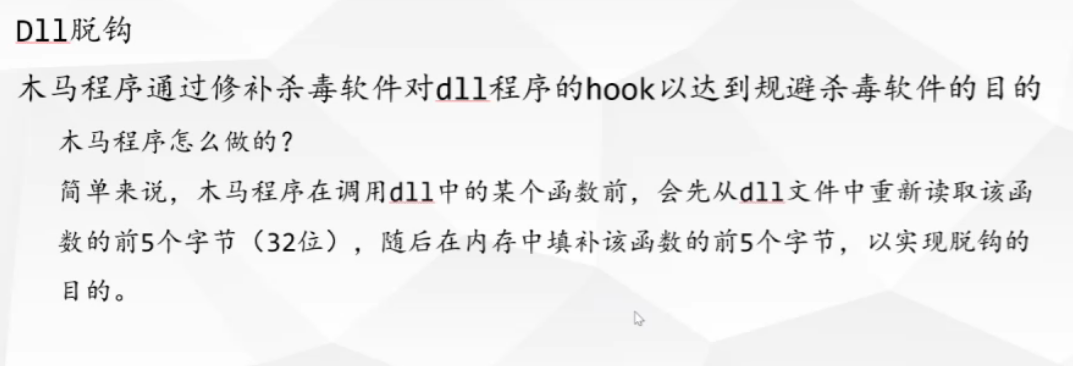 Dll脱钩
木马程序通过修补杀毒软件对dll程序的hook以达到规避杀毒软件的目的
木马程序怎么做的？
简单来说，木马程序在调用dll中的某个函数前，会先从dll文件中重新读取该函
数的前5个字节（32位），随后在内存中填补该函数的前5个字节，以实现脱钩的
目的。